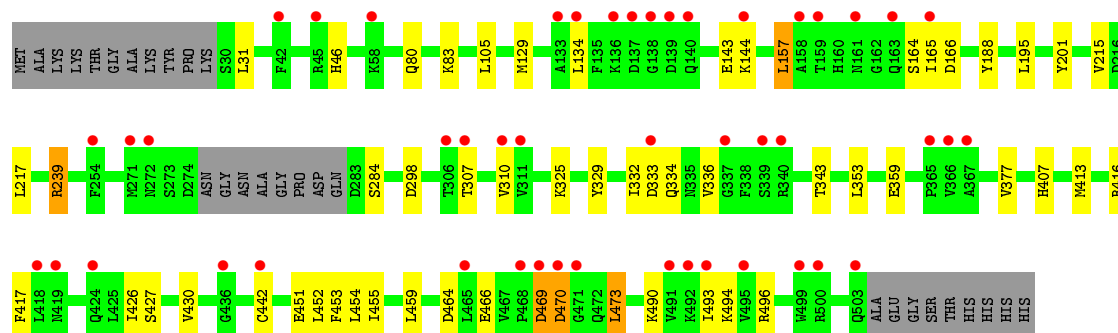 MET ALA LYS LYS THR GLY ALA LYS TYR PRO LYS S30 L31 F42 R45 H46 K58 Q80 K83 L105 M129 A133 L134 F135 K136 D137 G138 D139 Q140 E143 K144 L157 A158 T159 H160 N161 G162 Q163 S164 I165 D166 Y188 L195 Y201 V215 D216
L217 R239 F254 M271 N272 S273 D274 ASN GLY ASN ALA GLY PRO ASP GLN D283 S284 D298 T306 T307 V310 V311 K325 Y329 I332 D333 Q334 N335 V336 G337 F338 S339 R340 T343 L353 E359 P365 V366 A367 V377 H407 M413
F417 L418 N419 Q424 L425 I426 S427 V430 G436 C442 E451 L452 F453 L454 I455 L459 D464 L465 E466 V467 P468 D469 D470 G471 Q472 L473 K490 V491 K492 I493 K494 V495 R496 W499 R500 Q503 ALA GLU GLY SER THR HIS HIS HIS HIS HIS